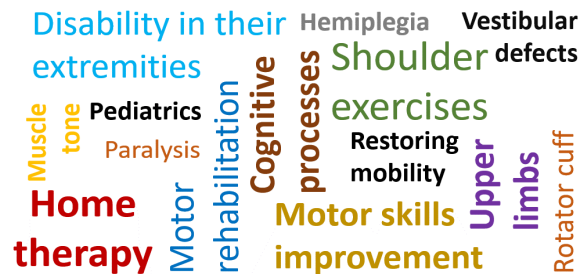 Disability in their
extremities
Hemiplegia
Vestibular
defects
Shoulder
exercises
Muscle
tone
Pediatrics
Paralysis
Motor
rehabilitation
Cognitive
processes
Restoring
mobility
Upper
limbs
Rotator cuff
Home
therapy
Motor skills
improvement